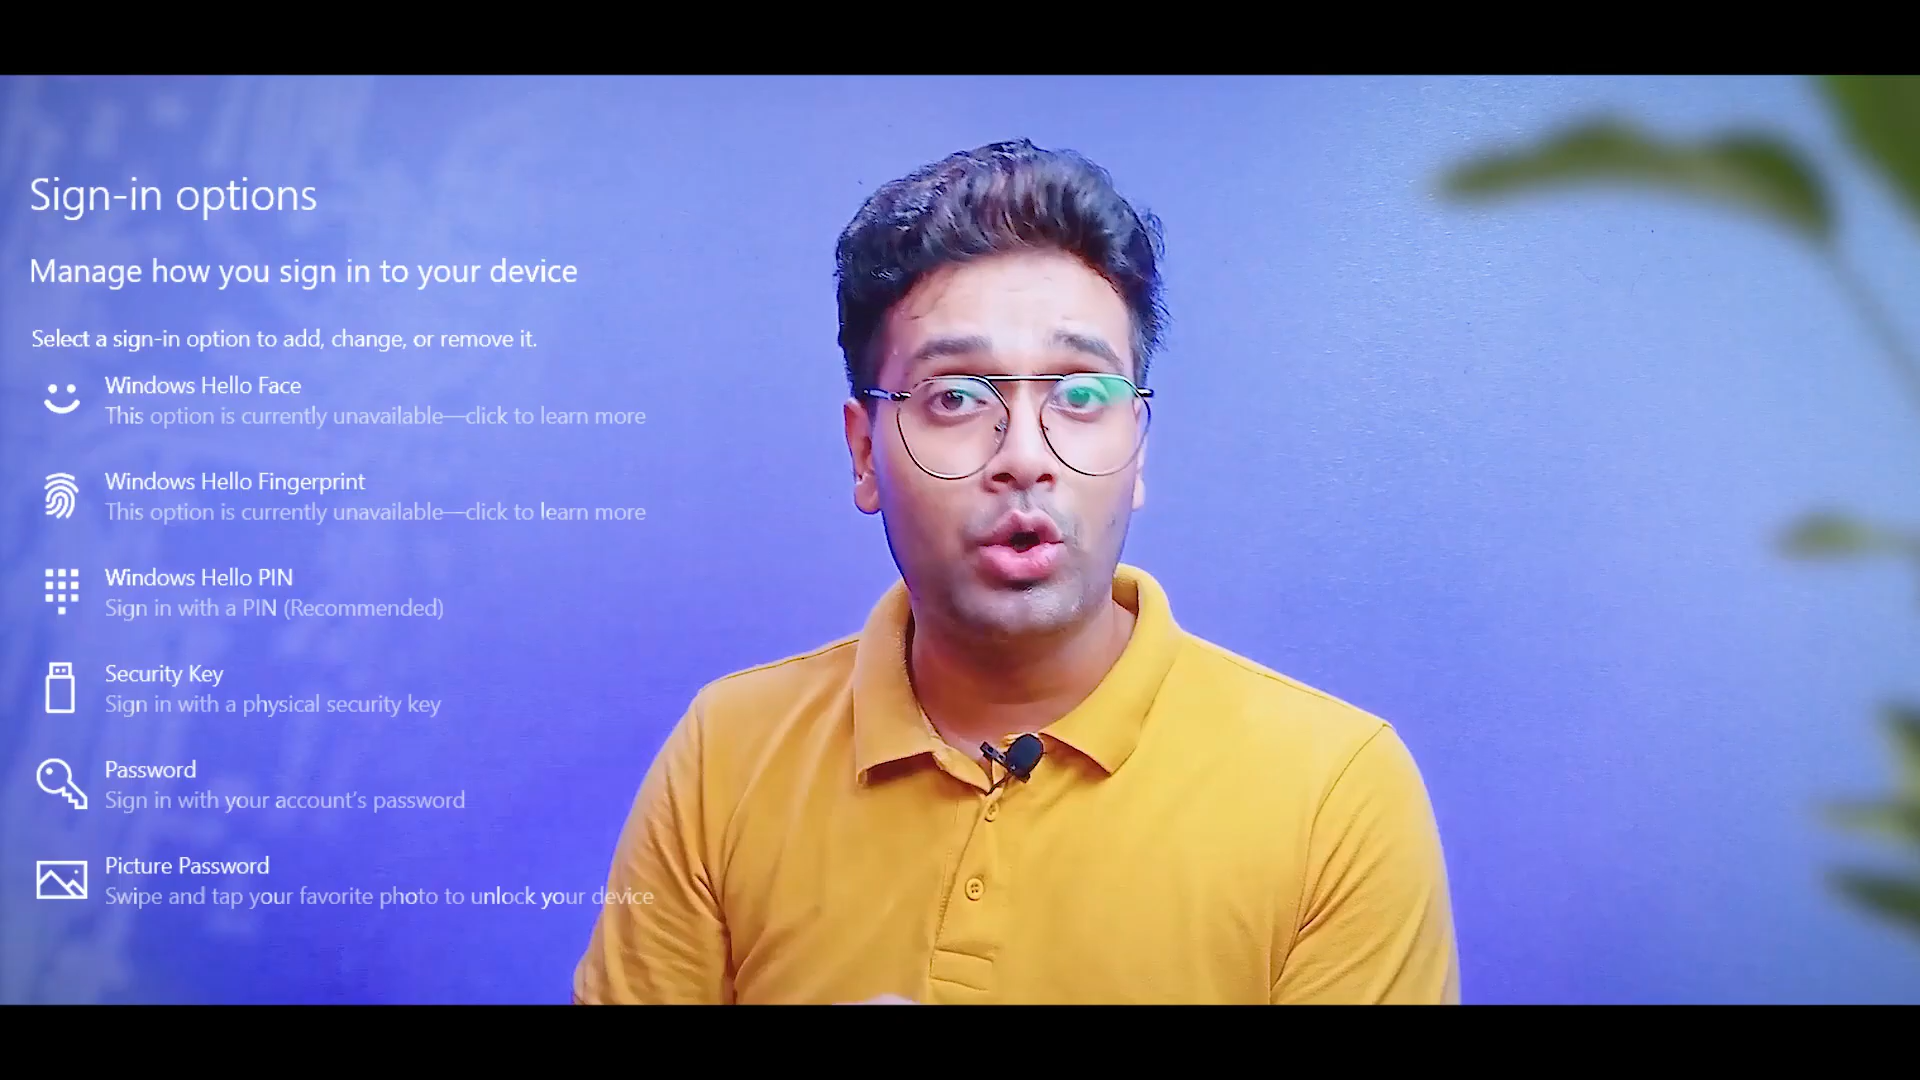 Sign-in options
Manage how you sign in to your device
Select a sign-in option to add, change, or remove it.
Windows Hello Face
This option is currently unavailable—click to learn more
Windows Hello Fingerprint
This option is currently unavailable—click to learn more
Windows Hello PIN
Sign in with a PIN (Recommended)
Security Key
Sign in with a physical security key
Password
Sign in with your account's password
Picture Password
Swipe and tap your favorite photo to unlock your device